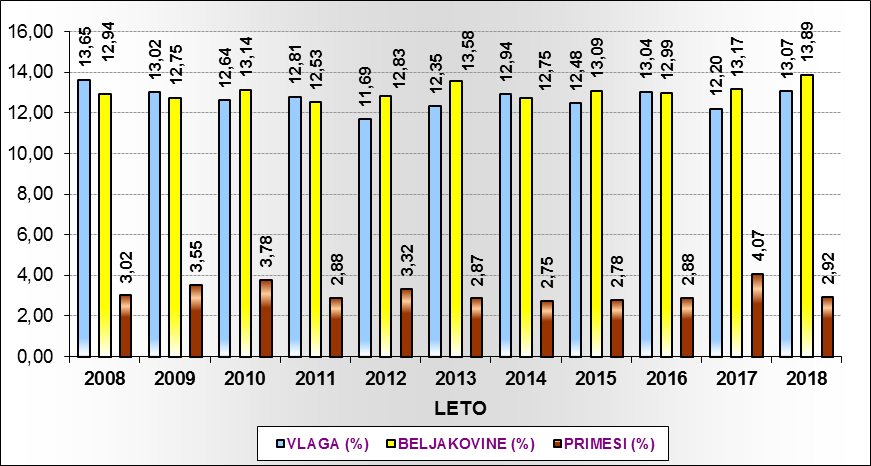 16,00
14,00
12,00
10,00
8,00
6,00
4,00
2,00
0,00
13,65 12,94 3,02
13,02 12,75 3,55
12,64 13,14 3,78
12,81 12,53 2,88
11,69 12,83 3,32
12,35 13,58 2,87
12,94 12,75 2,75
12,48 13,09 2,78
13,04 12,99 2,88
12,20 13,17 4,07
13,07 13,89 2,92
2008 2009 2010 2011 2012 2013 2014 2015 2016 2017 2018
LETO
VLAGA (%) BELJAKOVINE (%) PRIMESI (%)